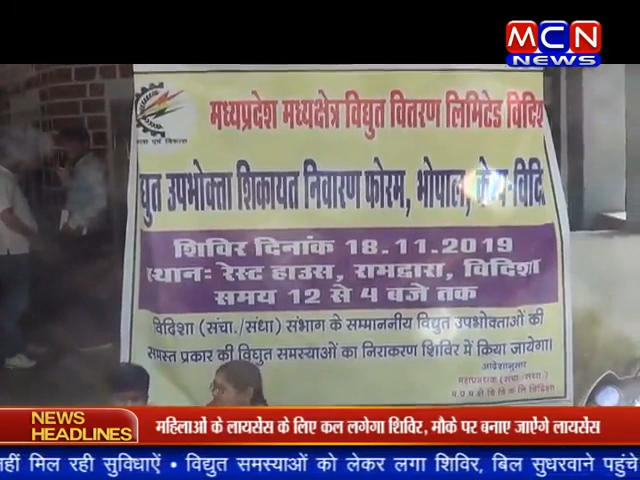 MCN
NEWS
मध्यप्रदेश मध्यक्षेत्र विद्युत वितरण लिमिटेड
उपभोक्ता शिकायत निवारण फोरम, भोपाल,
शिविर दिनांक 18.11.2019
स्थानः रेस्ट हाउस, रामद्वारा, विदिशा
समय 12 से 4 बजे तक
विदिशा (संचा./संधा) संभाग के सम्माननीय विद्युत उपभोक्ताओं की
समस्त प्रकार की विघुत समस्याओं का निराकरण शिविर में किया जायेगा।
आदेशानुसार
NEWS
HEADLINES
महिलाओं के लायसेंस के लिए कल लगेगा शिविर, मौके पर बनाए जाऐंगे लायसेंस
नहीं मिल रही सुविधाऐं • विद्युत समस्याओं को लेकर लगा शिविर, बिल सुधरवाने पहुंचे